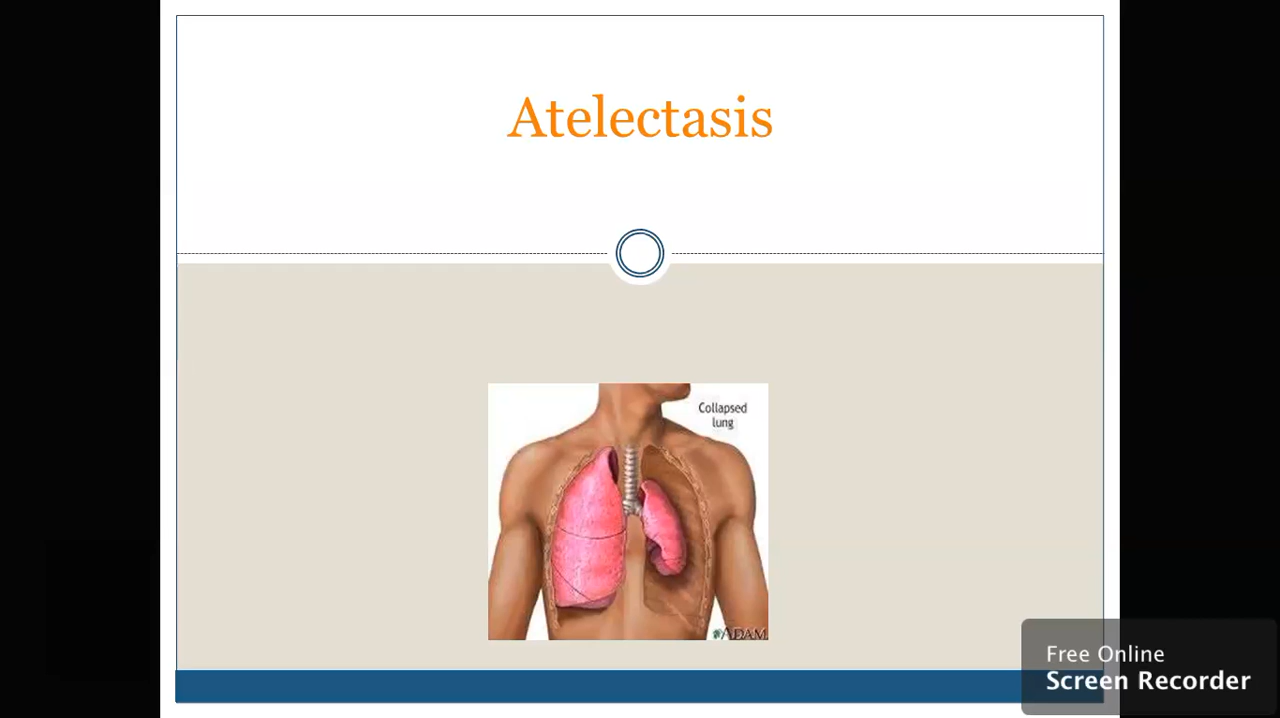 Atelectasis
Collapsed
lung
ADAM
Free Online
Screen Recorder